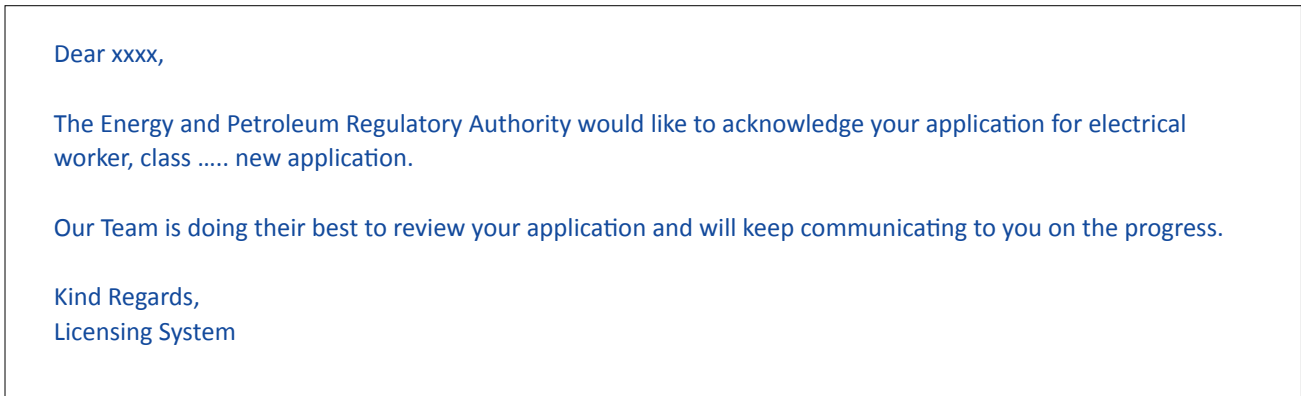 Dear xxxx,
The Energy and Petroleum Regulatory Authority would like to acknowledge your application for electrical
worker, class ..... new application.
Our Team is doing their best to review your application and will keep communicating to you on the progress.
Kind Regards,
Licensing System